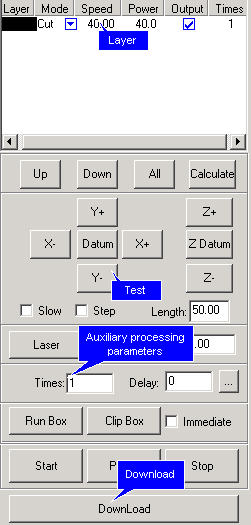 Layer Mode Speed Power Output Times
Cut 40.00 40.0 1
Layer
Up Down All Calculate
Y+ Z+
X- Datum X+ Z Datum
Y- Z-
Test
Slow Step Length: 50.00
Laser .00
Auxiliary processing
parameters
Times: 1 Delay: 0 ...
Run Box Clip Box Immediate
Start Stop
Download
DownLoad